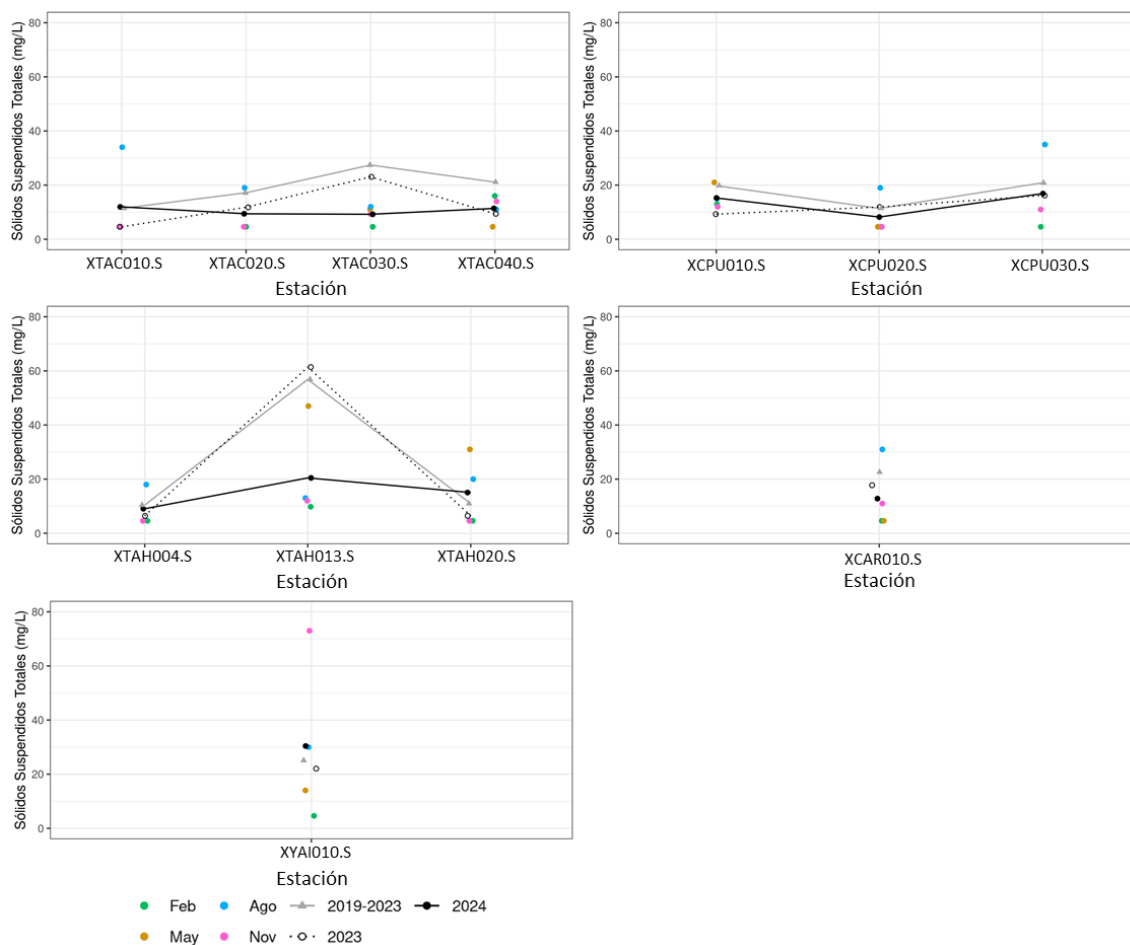 Sólidos Suspendidos Totales (mg/L)
80
60
40
20
0
XTAC010.S XTAC020.S XTAC030.S XTAC040.S
Estación
Sólidos Suspendidos Totales (mg/L)
80
60
40
20
0
XCPU010.S XCPU020.S XCPU030.S
Estación
Sólidos Suspendidos Totales (mg/L)
80
60
40
20
0
XTAH004.S XTAH013.S XTAH020.S
Estación
Sólidos Suspendidos Totales (mg/L)
80
60
40
20
0
XCAR010.S
Estación
Sólidos Suspendidos Totales (mg/L)
80
60
40
20
0
XYAI010.S
Estación
Feb Ago 2019-2023 2024
May Nov 2023